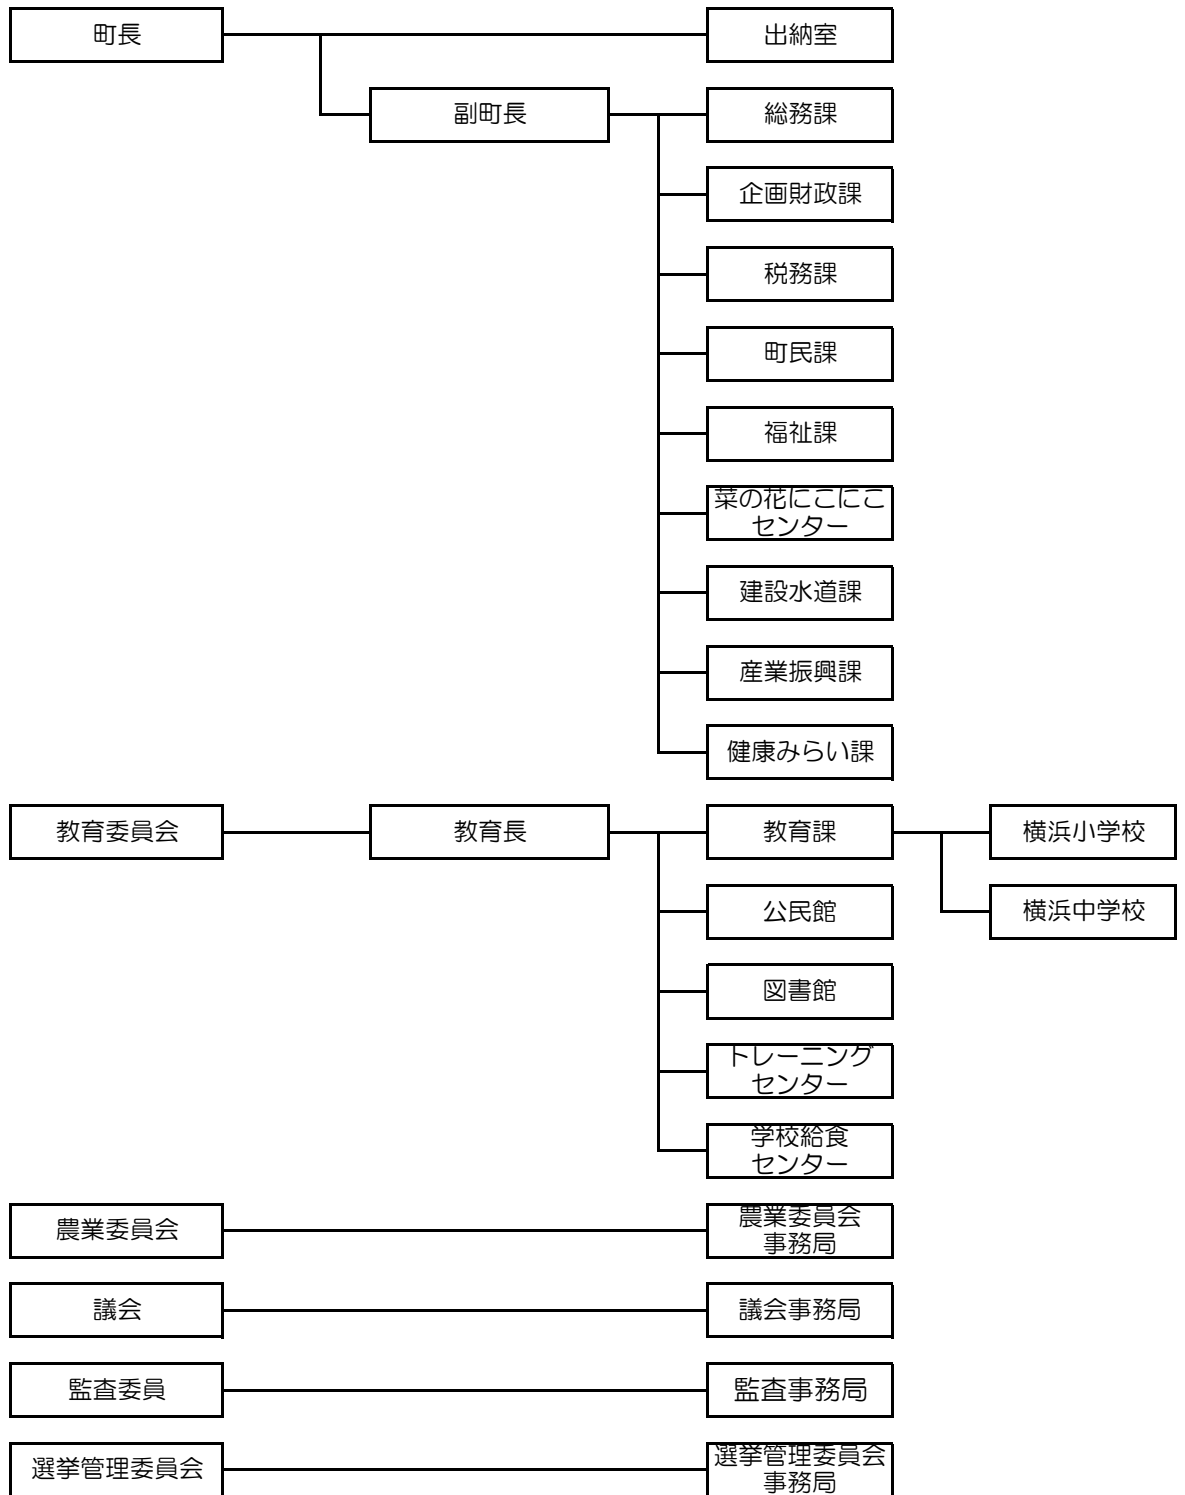 町長
出納室
副町長
総務課
企画財政課
税務課
町民課
福祉課
菜の花にこにこ
センター
建設水道課
産業振興課
健康みらい課
教育委員会
教育長
教育課
横浜小学校
公民館
横浜中学校
図書館
トレーニング
センター
学校給食
センター
農業委員会
農業委員会
事務局
議会
議会事務局
監査委員
監査事務局
選挙管理委員会
選挙管理委員会
事務局